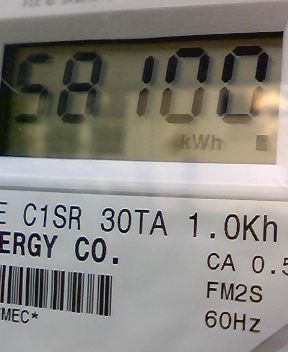 58100
kWh
E C1SR 30TA 1.0Kh
ERGY CO.
CA 0.5
FM2S
MEC*
60Hz